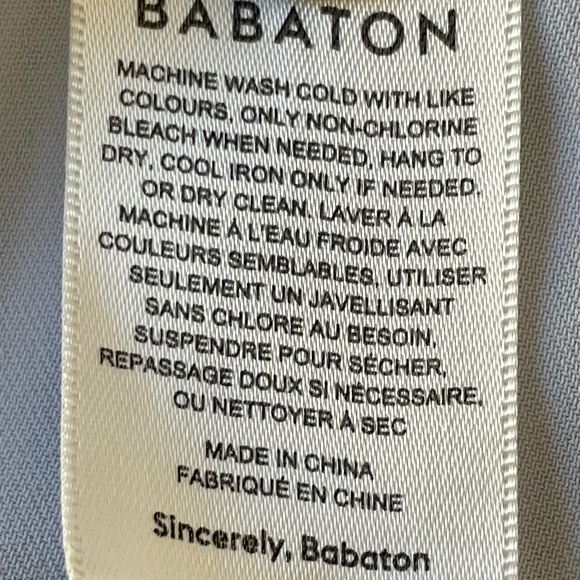 BABATON
MACHINE WASH COLD WITH LIKE
COLOURS, ONLY NON-CHLORINE
BLEACH WHEN NEEDED, HANG TO
DRY, COOL IRON ONLY IF NEEDED,
OR DRY CLEAN. LAVER À LA
MACHINE À L'EAU FROIDE AVEC
COULEURS SEMBLABLES, UTILISER
SEULEMENT UN JAVELLISANT
SANS CHLORE AU BESOIN,
SUSPENDRE POUR SÉCHER,
REPASSAGE DOUX SI NÉCESSAIRE,
OU NETTOYER À SEC
MADE IN CHINA
FABRIQUÉ EN CHINE
Sincerely, Babaton